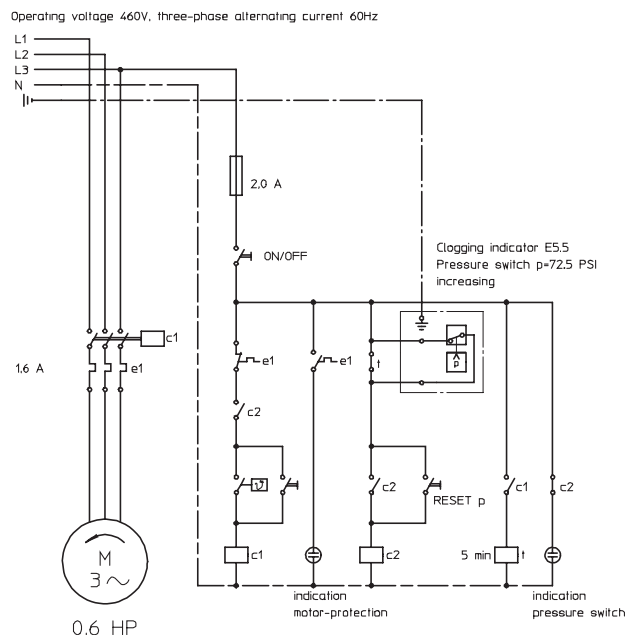 Operating voltage 460V, three-phase alternating current 60Hz
L1
L2
L3
N
2,0 A
ON/OFF
Clogging indicator E5.5
Pressure switch p=72.5 PSI
increasing
c1
1,6 A
e1
e1
e1
t
p
c2
ϑ
c2
RESET p
c1
c2
c1
c2
5 min
t
M
3 ~
indication
motor-protection
indication
pressure switch
0.6 HP